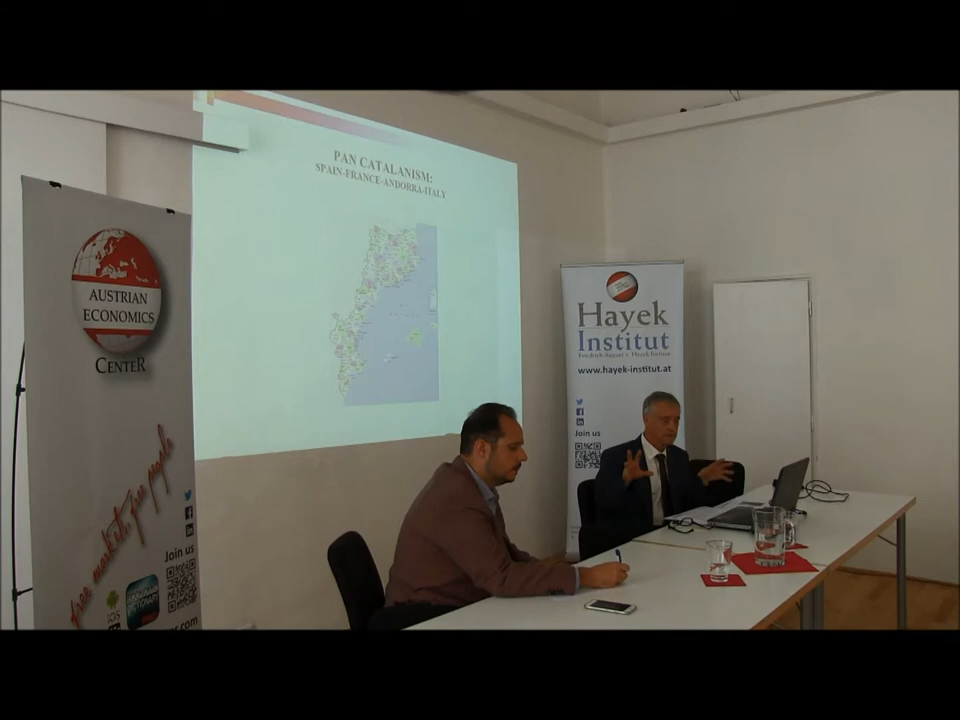 PAN CATALANISM:
SPAIN-FRANCE-ANDORRA-ITALY
AUSTRIAN
ECONOMICS
CENTER
free markets, free people
Join us
Hayek
Institut
Friedrich August v. Hayek Institut
www.hayek-institut.at
Join us